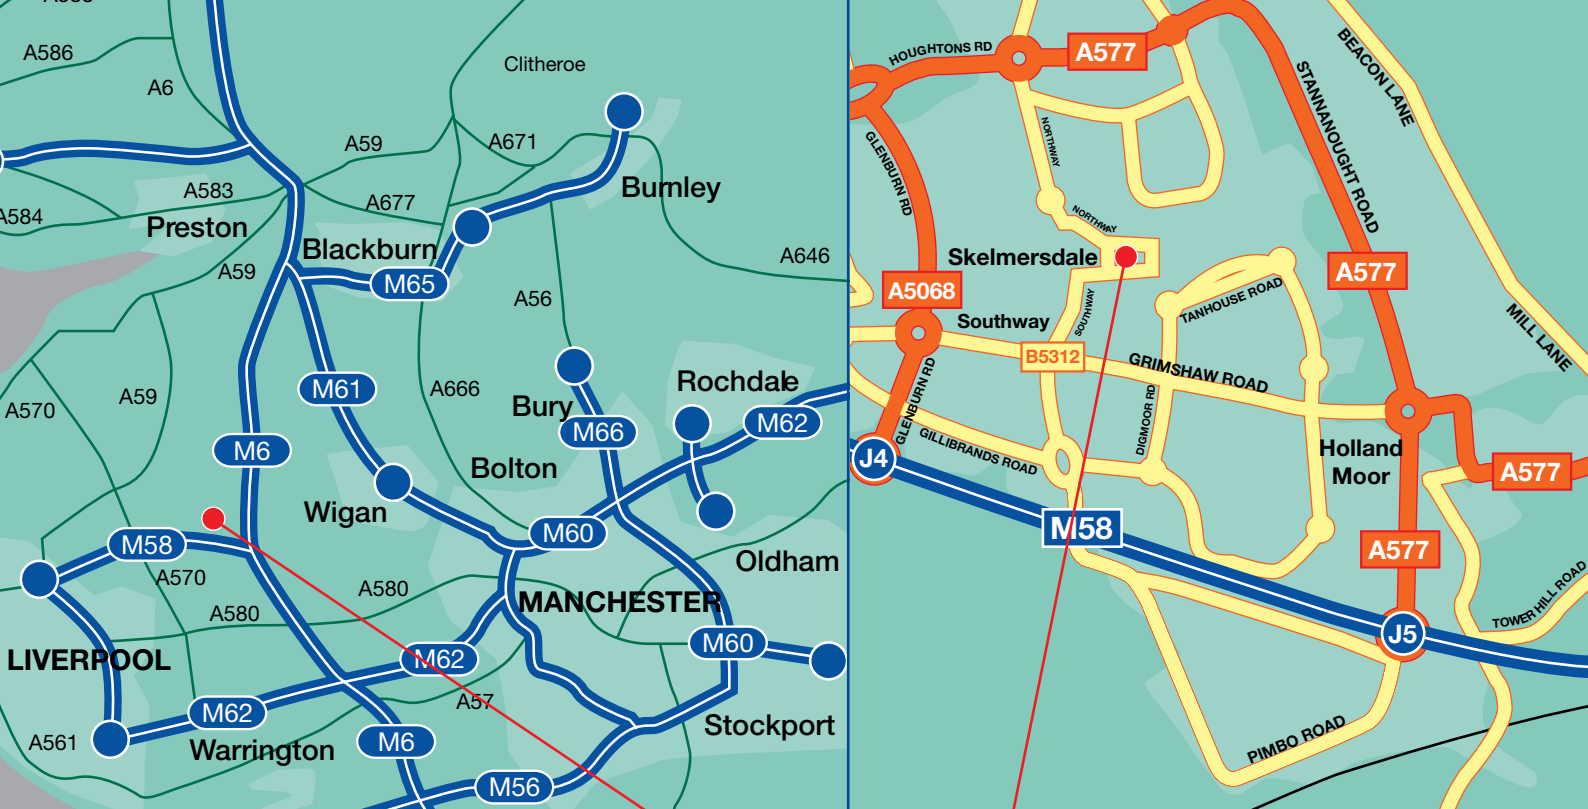 A586
A6
Clitheroe
A59
A671
A583
A677
A584
Preston
Burnley
Blackburn
A59
M65
A646
A56
A570
A59
M61
A666
Rochdale
Bury
M66
M62
M6
Bolton
Wigan
M60
M58
A570
A580
A580
MANCHESTER
Oldham
M60
LIVERPOOL
M62
A57
M62
Stockport
A561
Warrington
M6
M56
HOUGHTONS RD
A577
BEACON LANE
STANNANOUGHT ROAD
NORTHWAY
GLENBURN RD
NORTHWAY
Skelmersdale
A577
A5068
TANHOUSE ROAD
SOUTHWAY
Southway
MILL LANE
B5312
GRIMSHAW ROAD
GLENBURN RD
DIGMOOR RD
GILLIBRANDS ROAD
J4
Holland
Moor
A577
M58
A577
TOWER HILL ROAD
J5
PIMBO ROAD